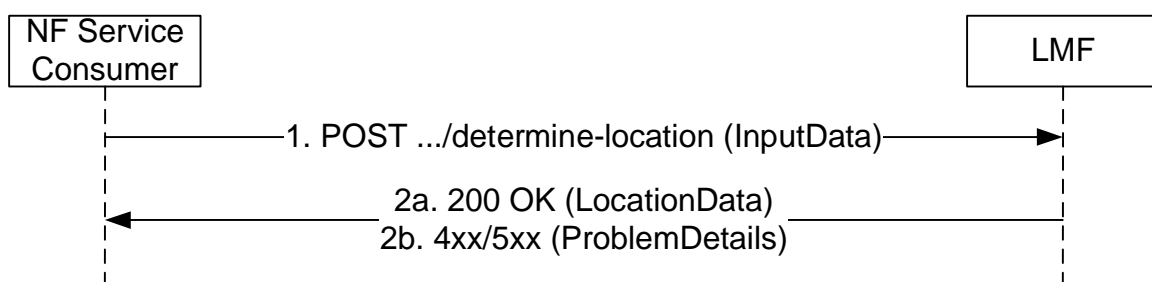 NF Service
Consumer
LMF
1. POST .../determine-location (InputData)
2a. 200 OK (LocationData)
2b. 4xx/5xx (ProblemDetails)